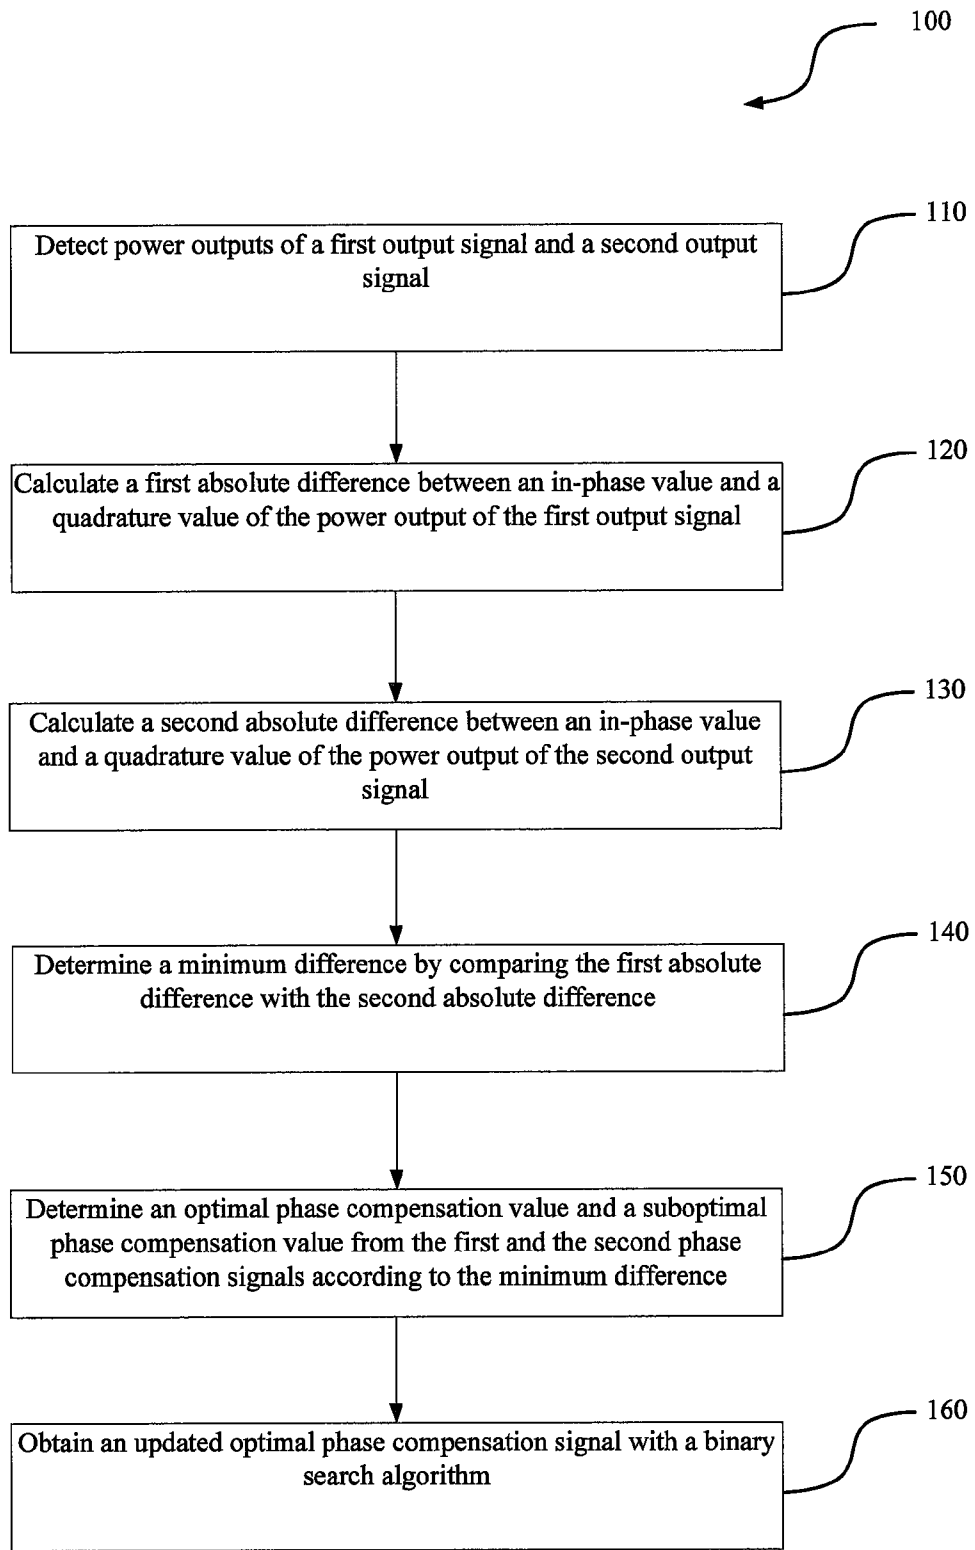 100
110
Detect power outputs of a first output signal and a second output
signal
120
Calculate a first absolute difference between an in-phase value and a
quadrature value of the power output of the first output signal
130
Calculate a second absolute difference between an in-phase value
and a quadrature value of the power output of the second output
signal
140
Determine a minimum difference by comparing the first absolute
difference with the second absolute difference
150
Determine an optimal phase compensation value and a suboptimal
phase compensation value from the first and the second phase
compensation signals according to the minimum difference
160
Obtain an updated optimal phase compensation signal with a binary
search algorithm